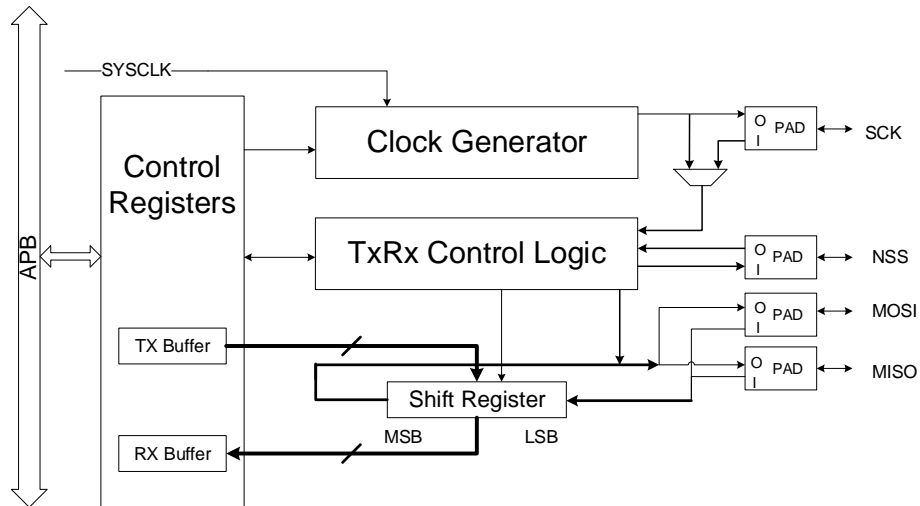 SYSCLK
Clock Generator
O
I
PAD
SCK
Control
Registers
APB
TxRx Control Logic
O
I
PAD
NSS
O
I
PAD
MOSI
TX Buffer
O
I
PAD
MISO
Shift Register
MSB
LSB
RX Buffer